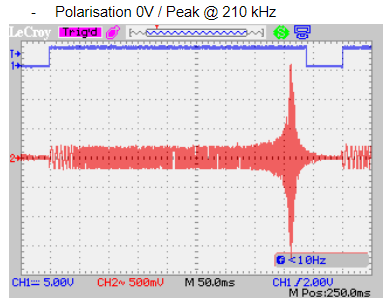 - Polarisation 0V / Peak @ 210 kHz
LeCroy Trig'd
T
1
2
<10Hz
CH1 5.00V CH2~ 500mV M 50.0ms CH1 /2.00V
M Pos:250.0ms